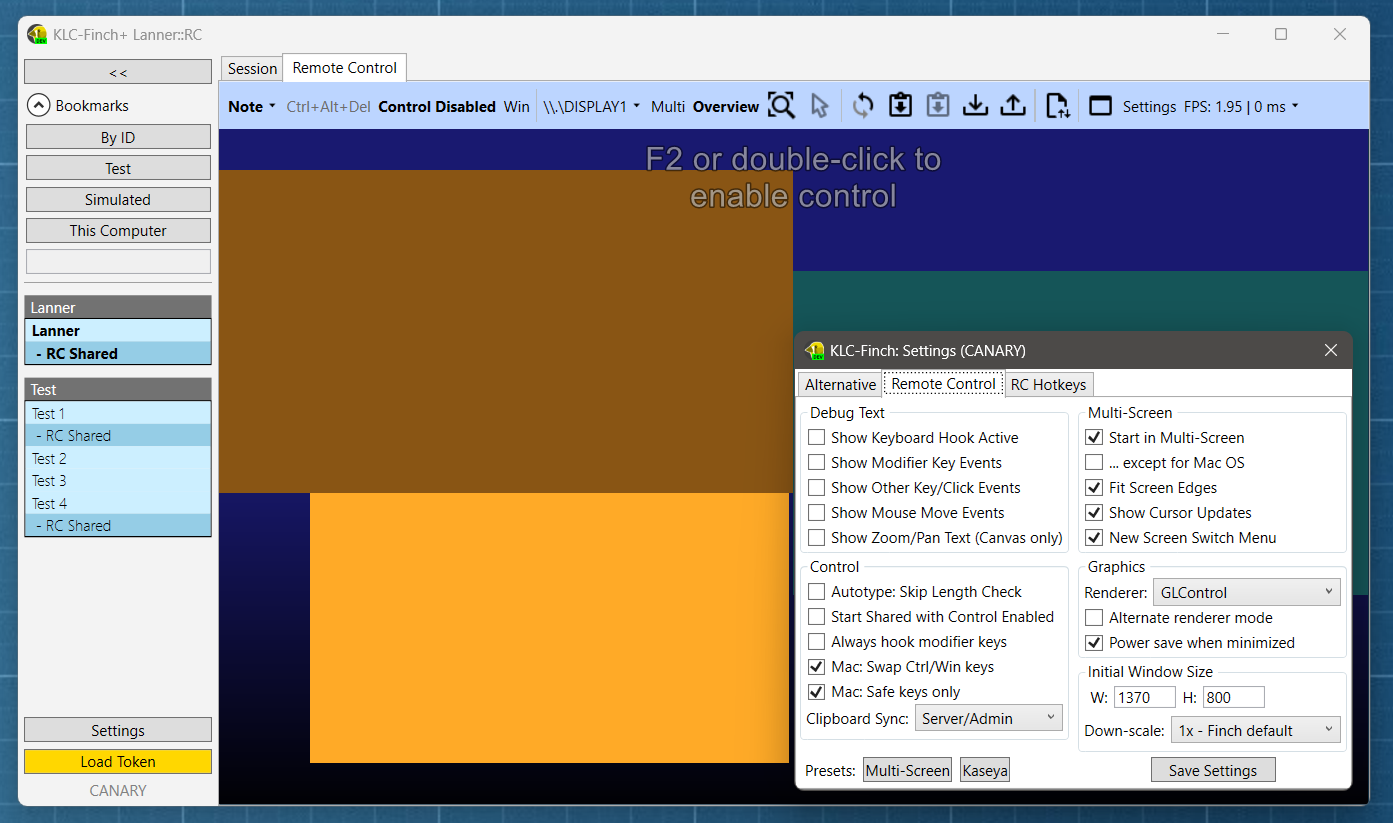 KLC-Finch+ Lanner::RC
<<
Bookmarks
By ID
Test
Simulated
This Computer
Lanner
Lanner
- RC Shared
Test
Test 1
- RC Shared
Test 2
Test 3
Test 4
- RC Shared
Settings
Load Token
CANARY
Session
Remote Control
Note Ctrl+Alt+Del Control Disabled Win \\.\DISPLAY1 Multi Overview Settings FPS: 1.95 | 0 ms
F2 or double-click to
enable control
KLC-Finch: Settings (CANARY)
Alternative Remote Control RC Hotkeys
Debug Text
Show Keyboard Hook Active
Show Modifier Key Events
Show Other Key/Click Events
Show Mouse Move Events
Show Zoom/Pan Text (Canvas only)
Control
Autotype: Skip Length Check
Start Shared with Control Enabled
Always hook modifier keys
Mac: Swap Ctrl/Win keys
Mac: Safe keys only
Clipboard Sync: Server/Admin
Multi-Screen
Start in Multi-Screen
... except for Mac OS
Fit Screen Edges
Show Cursor Updates
New Screen Switch Menu
Graphics
Renderer: GLControl
Alternate renderer mode
Power save when minimized
Initial Window Size
W: 1370 H: 800
Down-scale: 1x - Finch default
Presets: Multi-Screen Kaseya
Save Settings